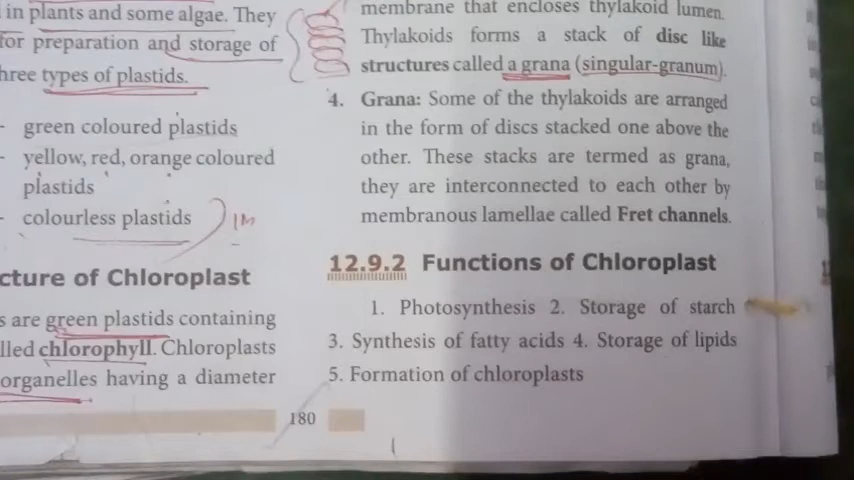 in plants and some algae. They
for preparation and storage of
three types of plastids.
- green coloured plastids
- yellow, red, orange coloured
plastids
- colourless plastids
1M
cture of Chloroplast
s are green plastids containing
lled chlorophyll. Chloroplasts
organelles having a diameter
membrane that encloses thylakoid lumen.
Thylakoids forms a stack of disc like
structures called a grana (singular-granum).
4. Grana: Some of the thylakoids are arranged
in the form of discs stacked one above the
other. These stacks are termed as grana,
they are interconnected to each other by
membranous lamellae called Fret channels.
12.9.2 Functions of Chloroplast
1. Photosynthesis 2. Storage of starch
3. Synthesis of fatty acids 4. Storage of lipids
5. Formation of chloroplasts
180